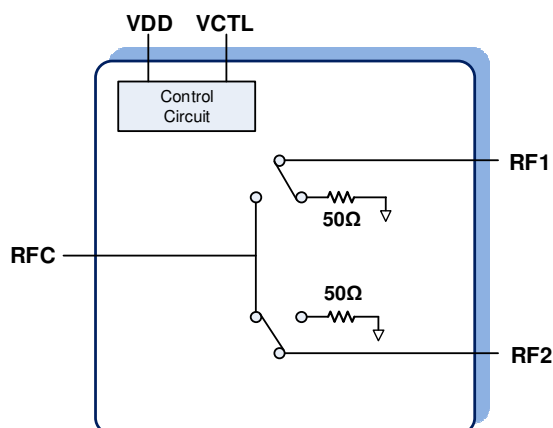 VDD VCTL
Control
Circuit
RF1
50Ω
RFC
50Ω
RF2